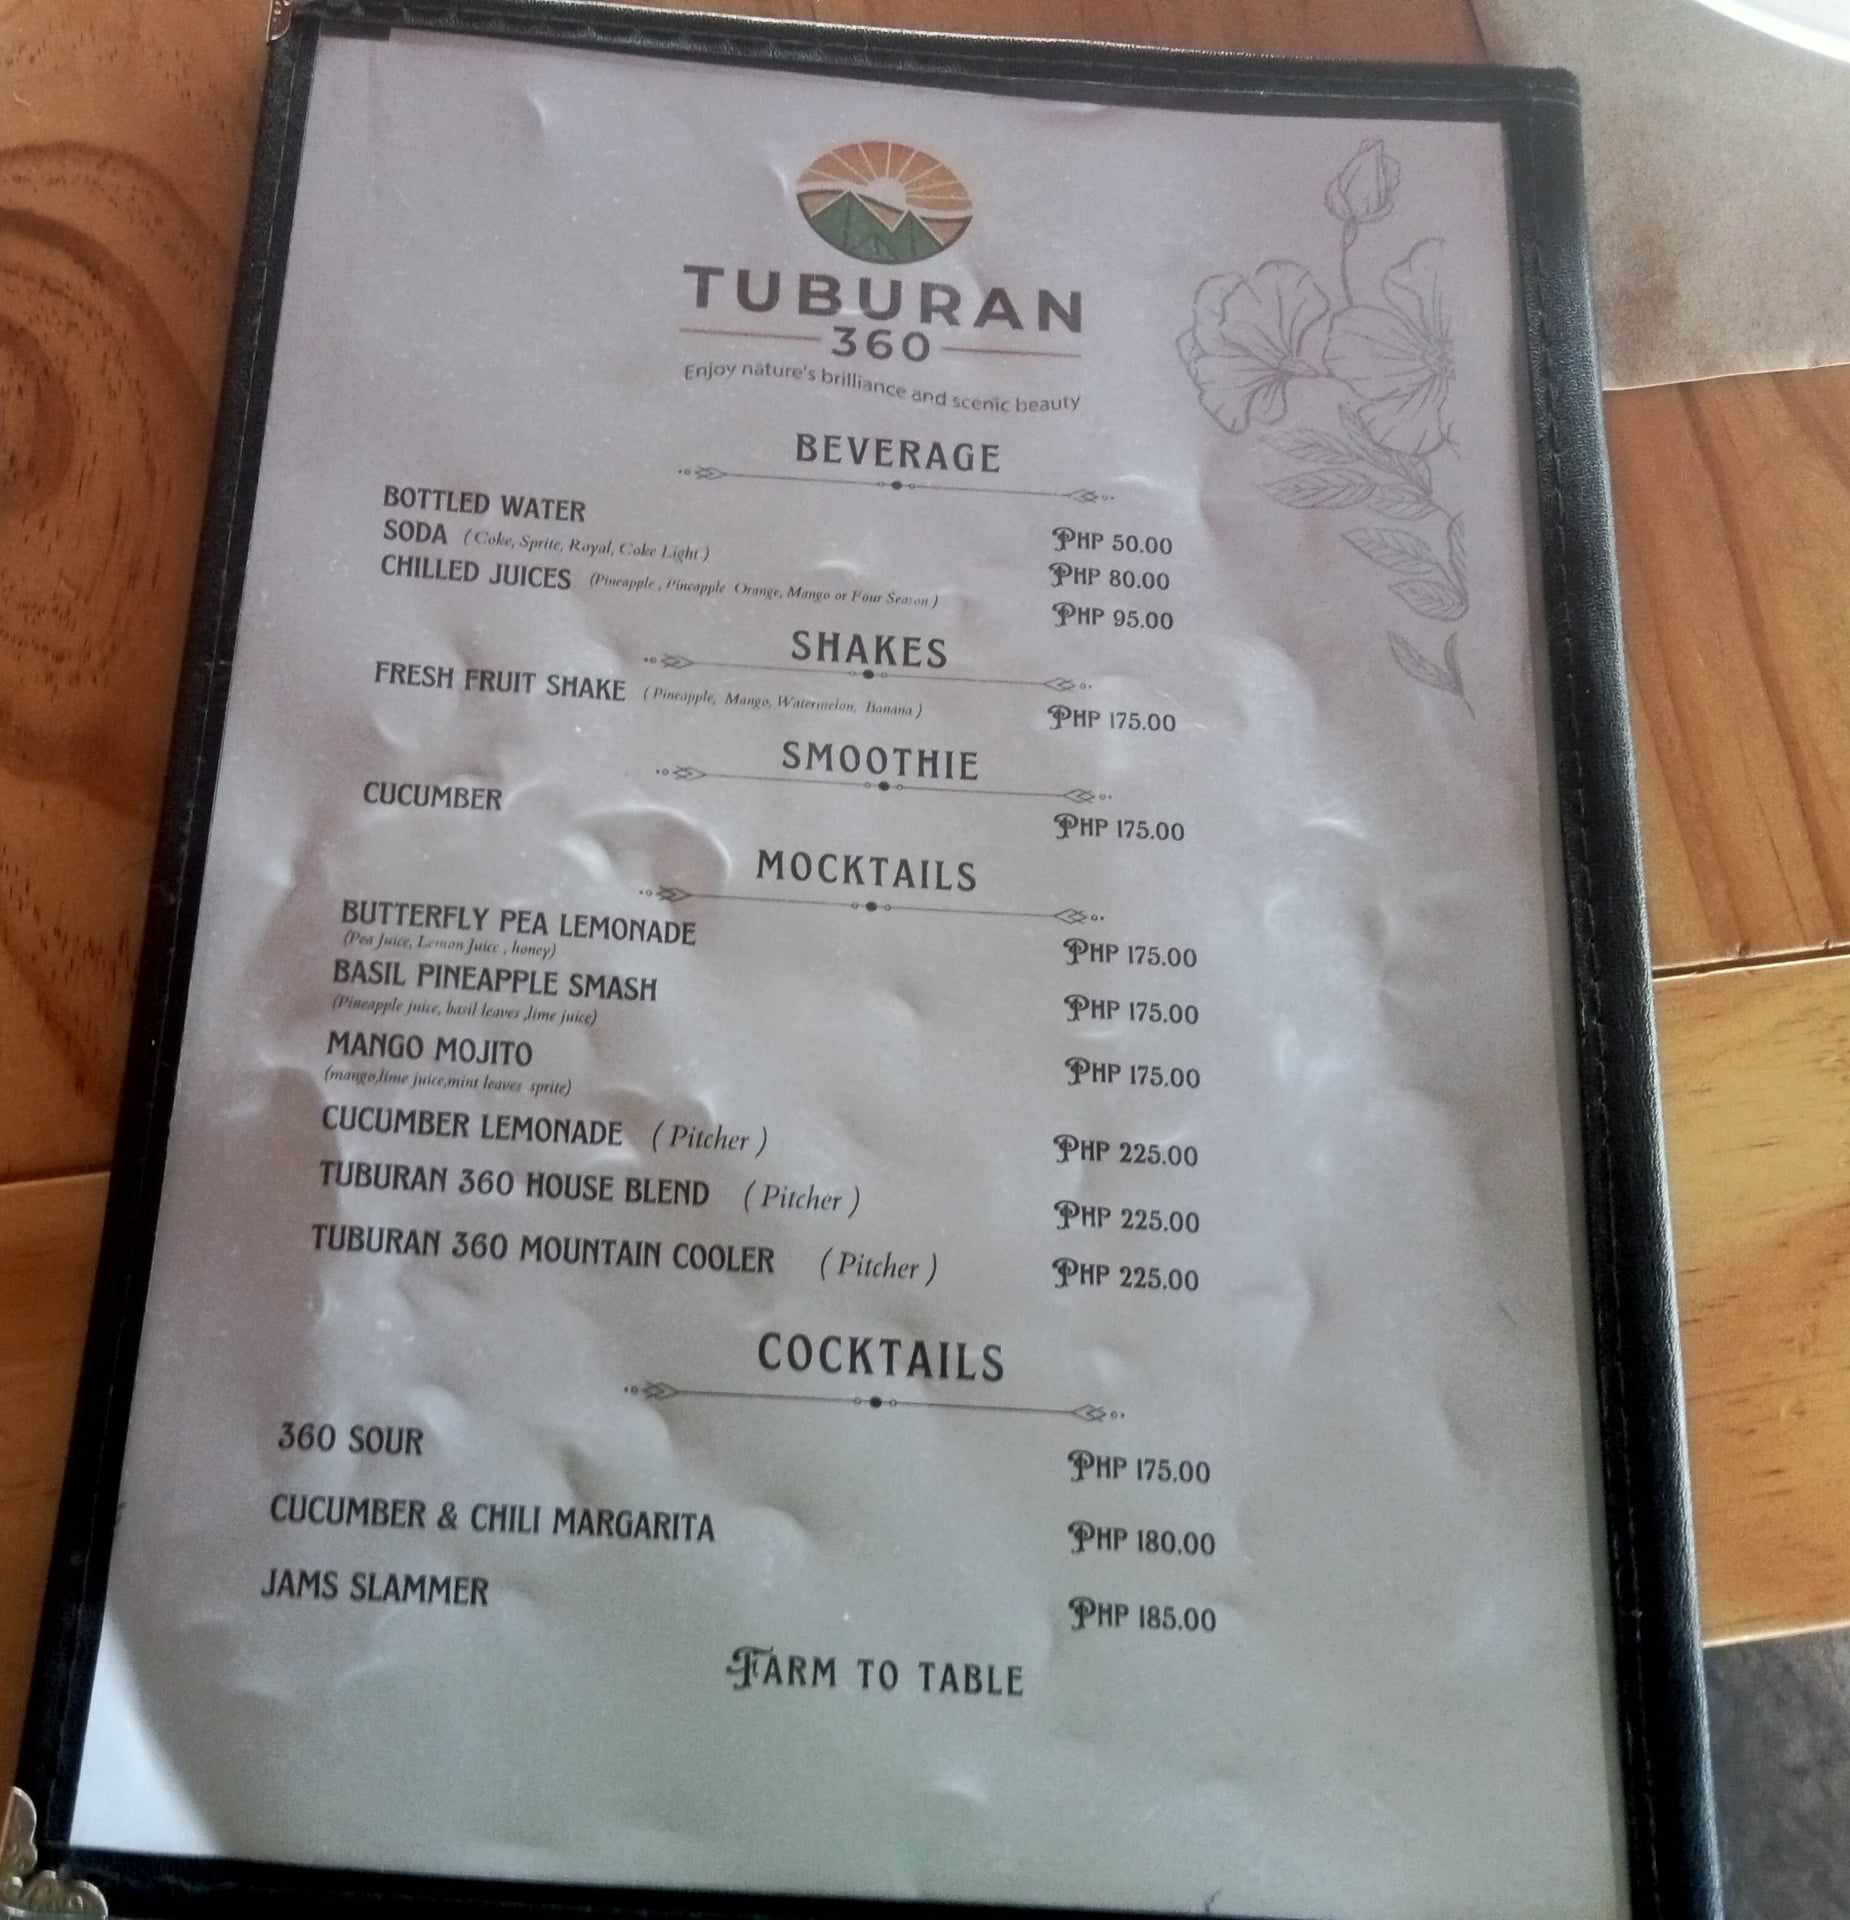 TUBURAN
360
Enjoy nature's brilliance and scenic beauty
BEVERAGE
BOTTLED WATER PHP 50.00
SODA (Coke, Sprite, Royal, Coke Light) PHP 80.00
CHILLED JUICES (Pineapple, Pineapple Orange, Mango or Four Season) PHP 95.00
SHAKES
FRESH FRUIT SHAKE (Pineapple, Mango, Watermelon, Banana) PHP 175.00
SMOOTHIE
CUCUMBER PHP 175.00
MOCKTAILS
BUTTERFLY PEA LEMONADE PHP 175.00
(Pea Juice, Lemon Juice , honey)
BASIL PINEAPPLE SMASH PHP 175.00
(Pineapple juice, basil leaves ,lime juice)
MANGO MOJITO PHP 175.00
(mango,lime juice,mint leaves sprite)
CUCUMBER LEMONADE (Pitcher) PHP 225.00
TUBURAN 360 HOUSE BLEND (Pitcher) PHP 225.00
TUBURAN 360 MOUNTAIN COOLER (Pitcher) PHP 225.00
COCKTAILS
360 SOUR PHP 175.00
CUCUMBER & CHILI MARGARITA PHP 180.00
JAMS SLAMMER PHP 185.00
FARM TO TABLE